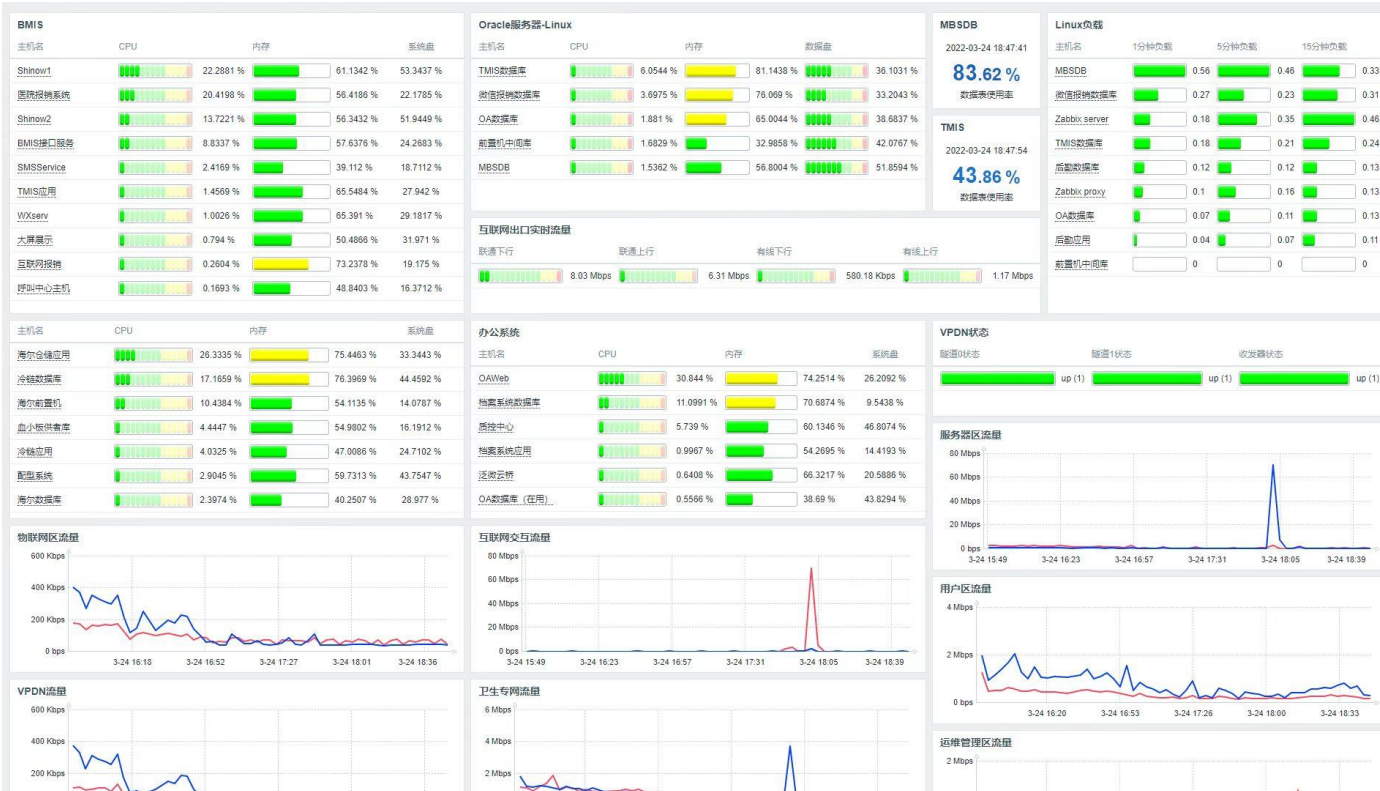 BMIS
主机名 CPU 内存 系统盘
Shinow1 22.2881 % 61.1342 % 53.3437 %
医院报销系统 20.4198 % 56.4186 % 22.1785 %
Shinow2 13.7221 % 56.3432 % 51.9449 %
BMIS接口服务 8.8337 % 57.6376 % 24.2683 %
SMSService 2.4169 % 39.112 % 18.7112 %
TMIS应用 1.4569 % 65.5484 % 27.942 %
WXserv 1.0026 % 65.391 % 29.1817 %
大屏展示 0.794 % 50.4866 % 31.971 %
互联网报销 0.2604 % 73.2378 % 19.175 %
呼叫中心主机 0.1693 % 48.8403 % 16.3712 %
Oracle服务器-Linux
主机名 CPU 内存 数据盘
TMIS数据库 6.0544 % 81.1438 % 36.1031 %
微信报销数据库 3.6975 % 76.069 % 33.2043 %
OA数据库 1.881 % 65.0044 % 38.6837 %
前置机中间库 1.6829 % 32.9858 % 42.0767 %
MBSDB 1.5362 % 56.8004 % 51.8594 %
MBSDB
2022-03-24 18:47:41
83.62 %
数据表使用率
TMIS
2022-03-24 18:47:54
43.86 %
数据表使用率
Linux负载
主机名 1分钟负载 5分钟负载 15分钟负载
MBSDB 0.56 0.46 0.33
微信报销数据库 0.27 0.23 0.31
Zabbix server 0.18 0.35 0.46
TMIS数据库 0.18 0.21 0.24
后勤数据库 0.12 0.12 0.13
Zabbix proxy 0.1 0.16 0.13
OA数据库 0.07 0.11 0.13
后勤应用 0.04 0.07 0.11
前置机中间库 0 0 0
互联网出口实时流量
联通下行 联通上行 有线下行 有线上行
8.03 Mbps 6.31 Mbps 580.18 Kbps 1.17 Mbps
主机名 CPU 内存 系统盘
海尔仓储应用 26.3335 % 75.4463 % 33.3443 %
冷链数据库 17.1659 % 76.3969 % 44.4592 %
海尔前置机 10.4384 % 54.1135 % 14.0787 %
血小板供者库 4.4447 % 54.9802 % 16.1912 %
冷链应用 4.0325 % 47.0086 % 24.7102 %
配型系统 2.9045 % 59.7313 % 43.7547 %
海尔数据库 2.3974 % 40.2507 % 28.977 %
办公系统
主机名 CPU 内存 系统盘
OAWeb 30.844 % 74.2514 % 26.2092 %
档案系统数据库 11.0991 % 70.6874 % 9.5438 %
质控中心 5.739 % 60.1346 % 46.8074 %
档案系统应用 0.9967 % 54.2695 % 14.4193 %
泛微云桥 0.6408 % 66.3217 % 20.5886 %
OA数据库（在用） 0.5566 % 38.69 % 43.8294 %
VPDN状态
隧道0状态 隧道1状态 收发器状态
up (1) up (1) up (1)
服务器区流量
80 Mbps
60 Mbps
40 Mbps
20 Mbps
0 bps
3-24 15:49 3-24 16:23 3-24 16:57 3-24 17:31 3-24 18:05 3-24 18:39
物联网区流量
600 Kbps
400 Kbps
200 Kbps
0 bps
3-24 16:18 3-24 16:52 3-24 17:27 3-24 18:01 3-24 18:36
互联网交互流量
80 Mbps
60 Mbps
40 Mbps
20 Mbps
0 bps
3-24 15:49 3-24 16:23 3-24 16:57 3-24 17:31 3-24 18:05 3-24 18:39
用户区流量
4 Mbps
2 Mbps
0 bps
3-24 16:20 3-24 16:53 3-24 17:26 3-24 18:00 3-24 18:33
VPDN流量
600 Kbps
400 Kbps
200 Kbps
卫生专网流量
6 Mbps
4 Mbps
2 Mbps
运维管理区流量
2 Mbps